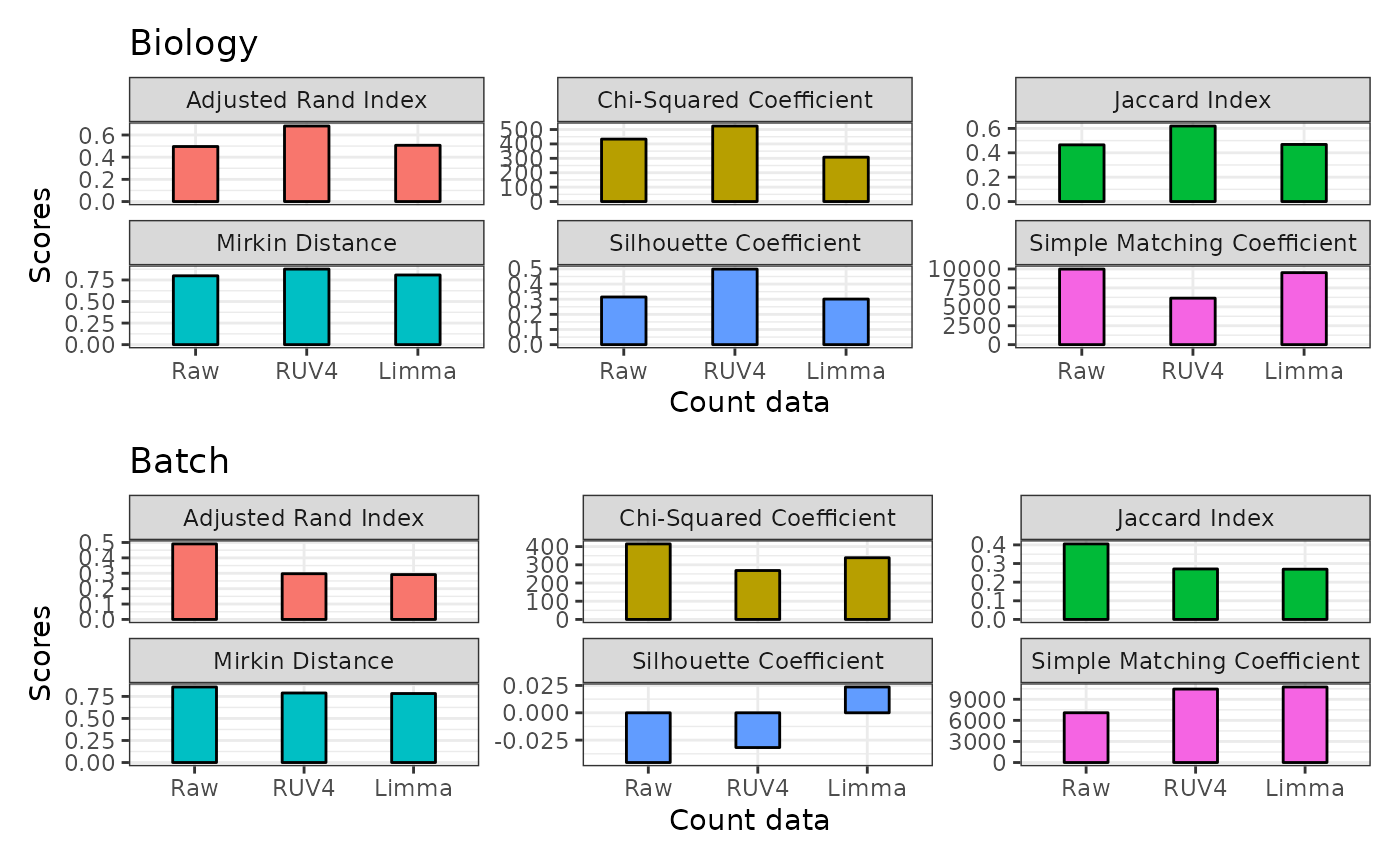 Biology
Adjusted Rand Index
Chi-Squared Coefficient
Jaccard Index
0.6
0.4
0.2
0.0
500
400
300
200
100
0
0.6
0.4
0.2
0.0
Scores
Mirkin Distance
Silhouette Coefficient
Simple Matching Coefficient
0.75
0.50
0.25
0.00
0.5
0.4
0.3
0.2
0.1
0.0
10000
7500
5000
2500
0
Raw RUV4 Limma
Raw RUV4 Limma
Raw RUV4 Limma
Count data
Batch
Adjusted Rand Index
Chi-Squared Coefficient
Jaccard Index
0.5
0.4
0.3
0.2
0.1
0.0
400
300
200
100
0
0.4
0.3
0.2
0.1
0.0
Scores
Mirkin Distance
Silhouette Coefficient
Simple Matching Coefficient
0.75
0.50
0.25
0.00
0.025
0.000
-0.025
9000
6000
3000
0
Raw RUV4 Limma
Raw RUV4 Limma
Raw RUV4 Limma
Count data